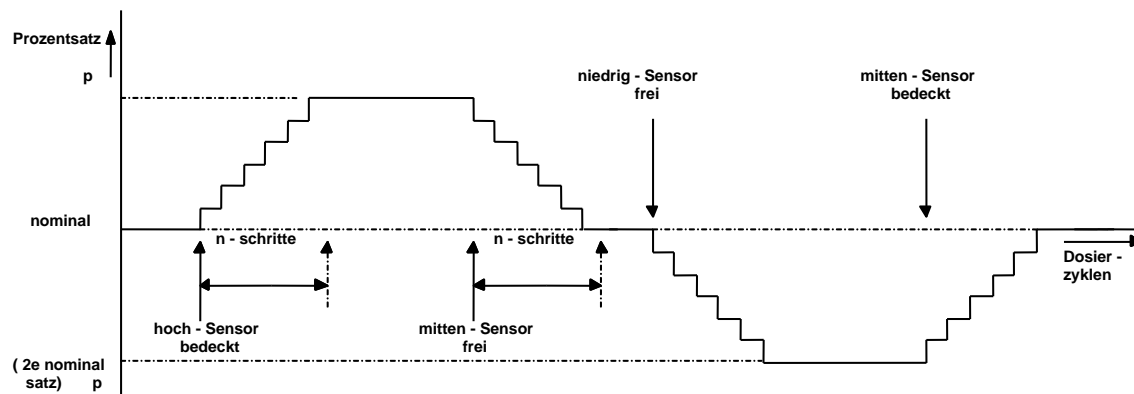 Prozentsatz
p
niedrig - Sensor
frei
mitten - Sensor
bedeckt
nominal
n - schritte
n - schritte
Dosier -
zyklen
hoch - Sensor
bedeckt
mitten - Sensor
frei
( 2e nominal
satz) p